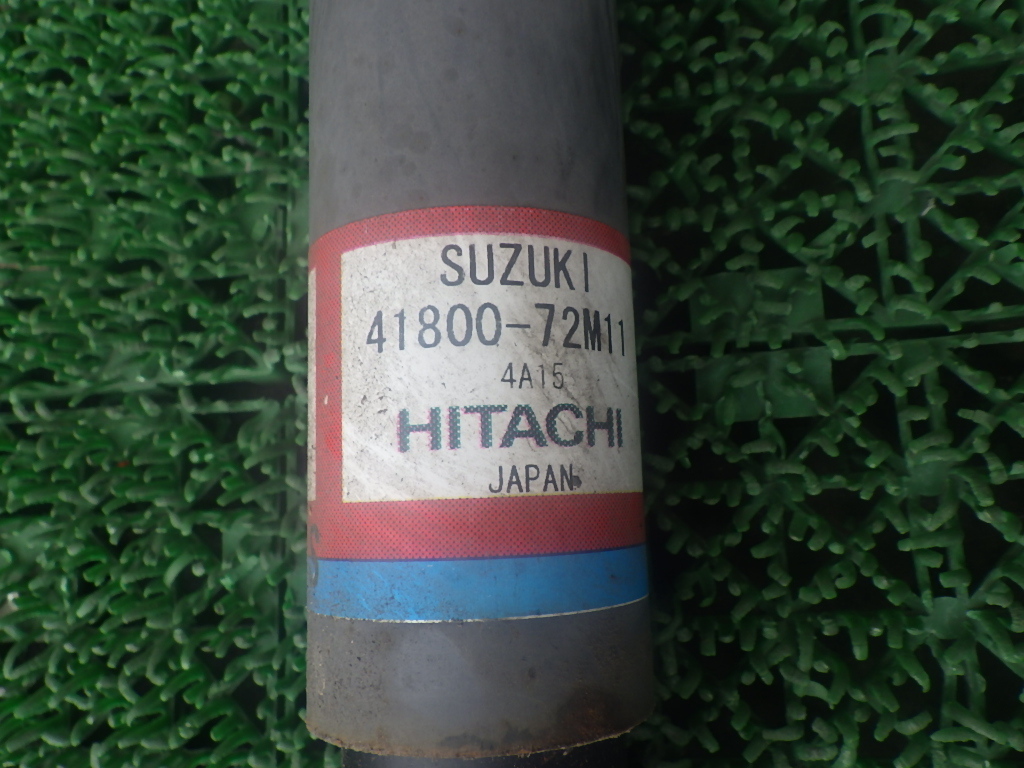 SUZUKI
41800-72M11
4A15
HITACHI
JAPAN